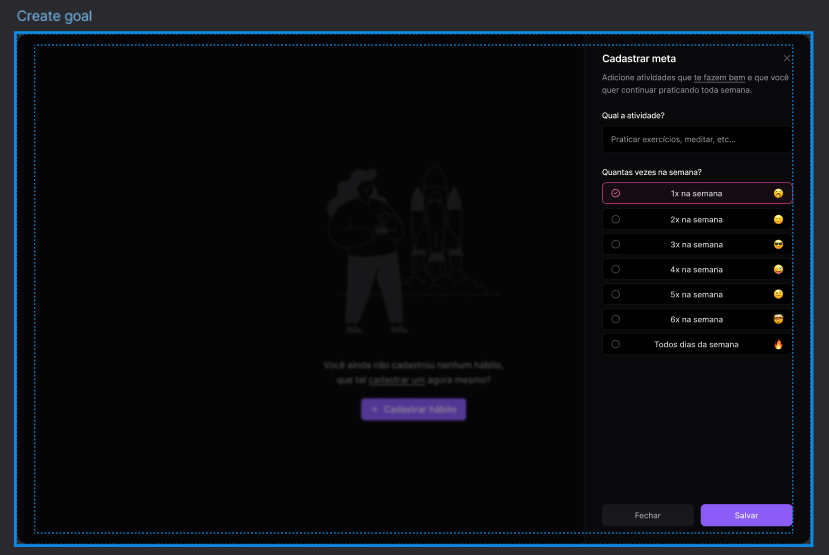 Create goal
Cadastrar meta
Adicione atividades que te fazem bem e que você
quer continuar praticando toda semana.
Qual a atividade?
Praticar exercícios, meditar, etc...
Quantas vezes na semana?
1x na semana
2x na semana
3x na semana
4x na semana
5x na semana
6x na semana
Todos dias da semana
Você ainda não cadastrou nenhum hábito,
que tal cadastrar um agora mesmo?
+ Cadastrar hábito
Fechar
Salvar